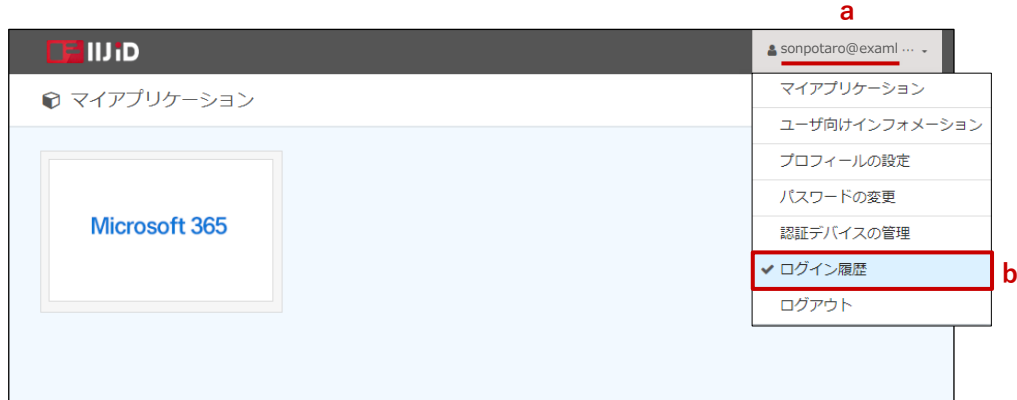 a
IIJiD
sonpotaro@examl ...
マイアプリケーション
マイアプリケーション
ユーザ向けインフォメーション
プロフィールの設定
パスワードの変更
Microsoft 365
認証デバイスの管理
ログイン履歴
b
ログアウト